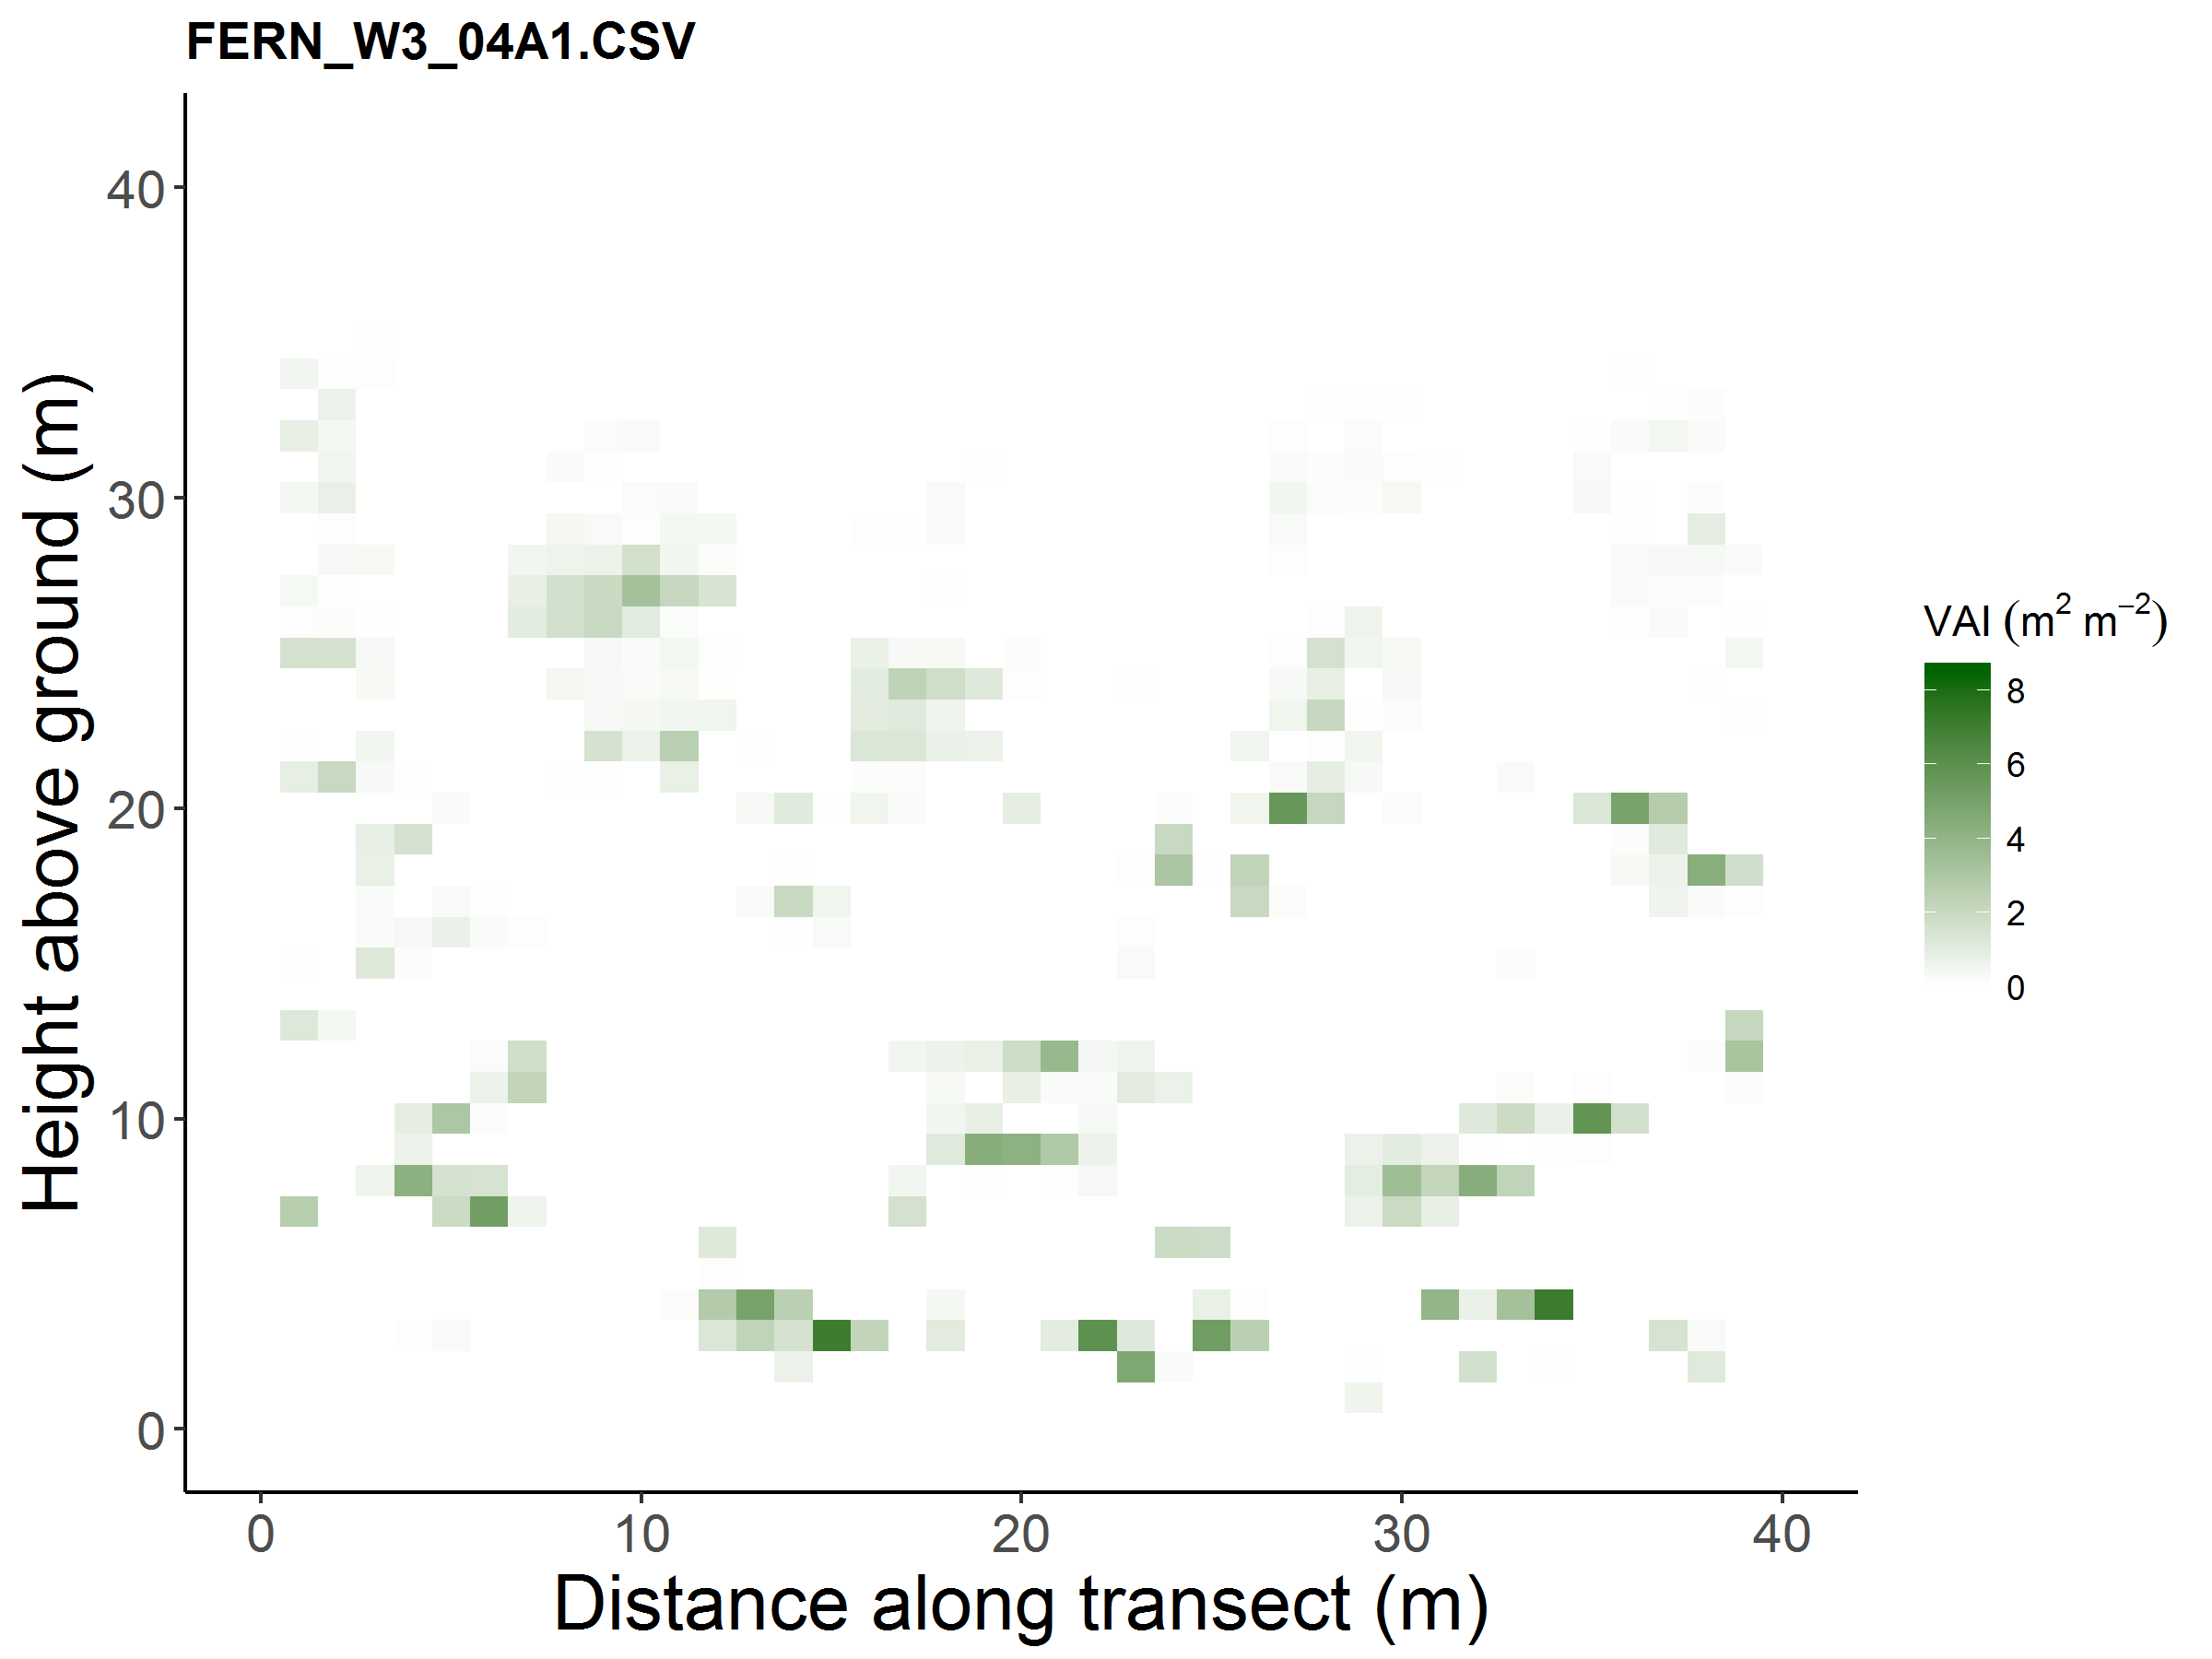 FERN_W3_04A1.CSV
Height above ground (m)
40
30
20
10
0
0 10 20 30 40
Distance along transect (m)
VAI (m² m⁻²)
8
6
4
2
0